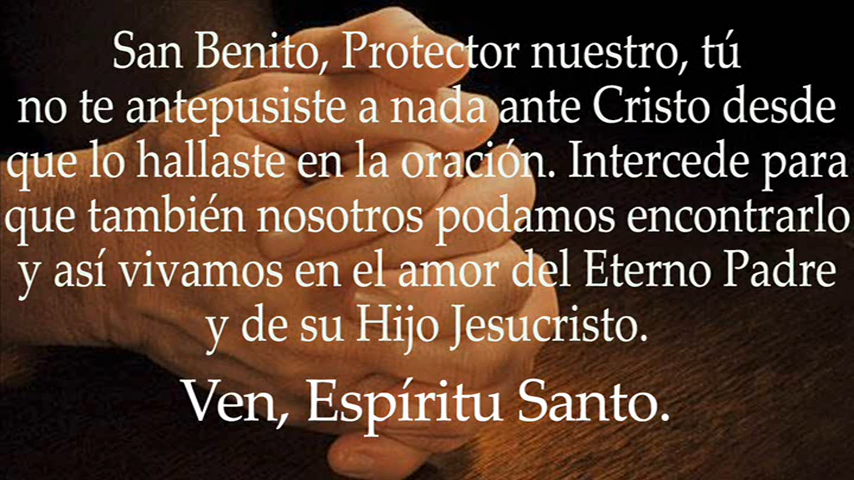 San Benito, Protector nuestro, tú
no te antepusiste a nada ante Cristo desde
que lo hallaste en la oración. Intercede para
que también nosotros podamos encontrarlo
y así vivamos en el amor del Eterno Padre
y de su Hijo Jesucristo.
Ven, Espíritu Santo.